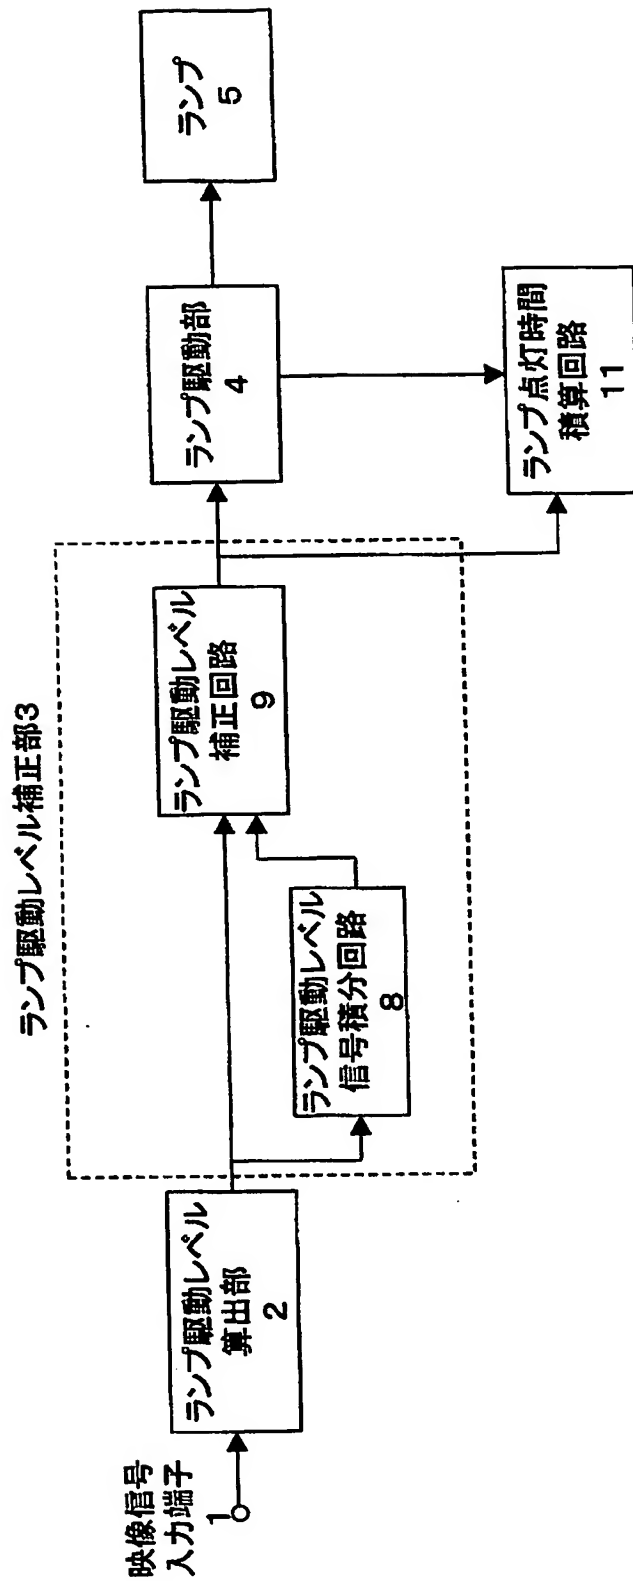 映像信号
入力端子
1
ランプ駆動レベル
算出部
2
ランプ駆動レベル補正部3
ランプ駆動レベル
信号積分回路
8
ランプ駆動レベル
補正回路
9
ランプ駆動部
4
ランプ
5
ランプ点灯時間
積算回路
11